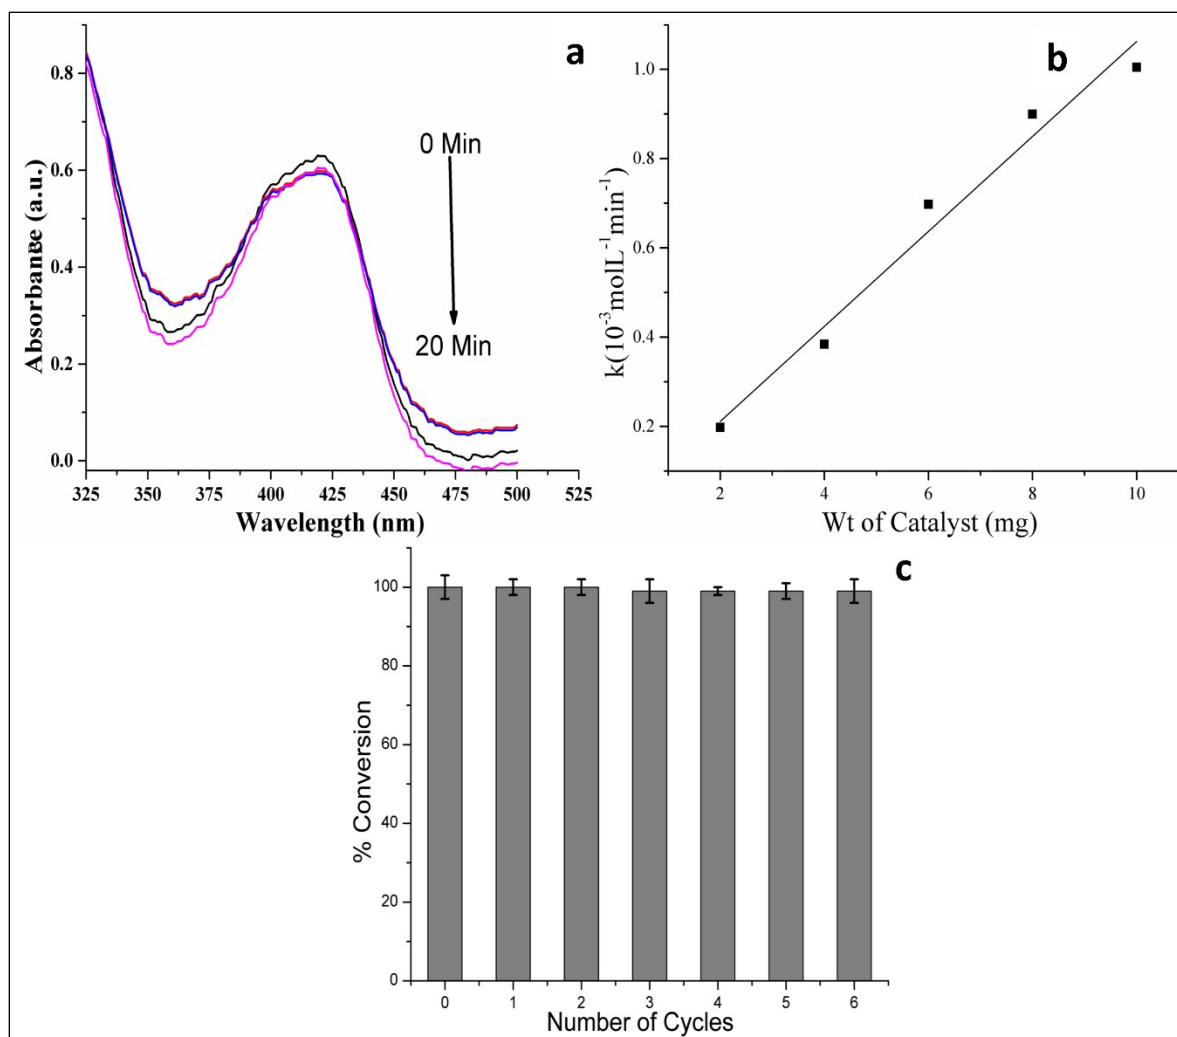 a
0.8
0.6
0.4
0.2
0.0
Absorbanвe (a.u.)
0 Min
20 Min
325 350 375 400 425 450 475 500 525
Wavelength (nm)
b
1.0
0.8
0.6
0.4
0.2
k(10⁻³molL⁻¹min⁻¹)
2 4 6 8 10
Wt of Catalyst (mg)
c
100
80
60
40
20
0
% Conversion
0 1 2 3 4 5 6
Number of Cycles